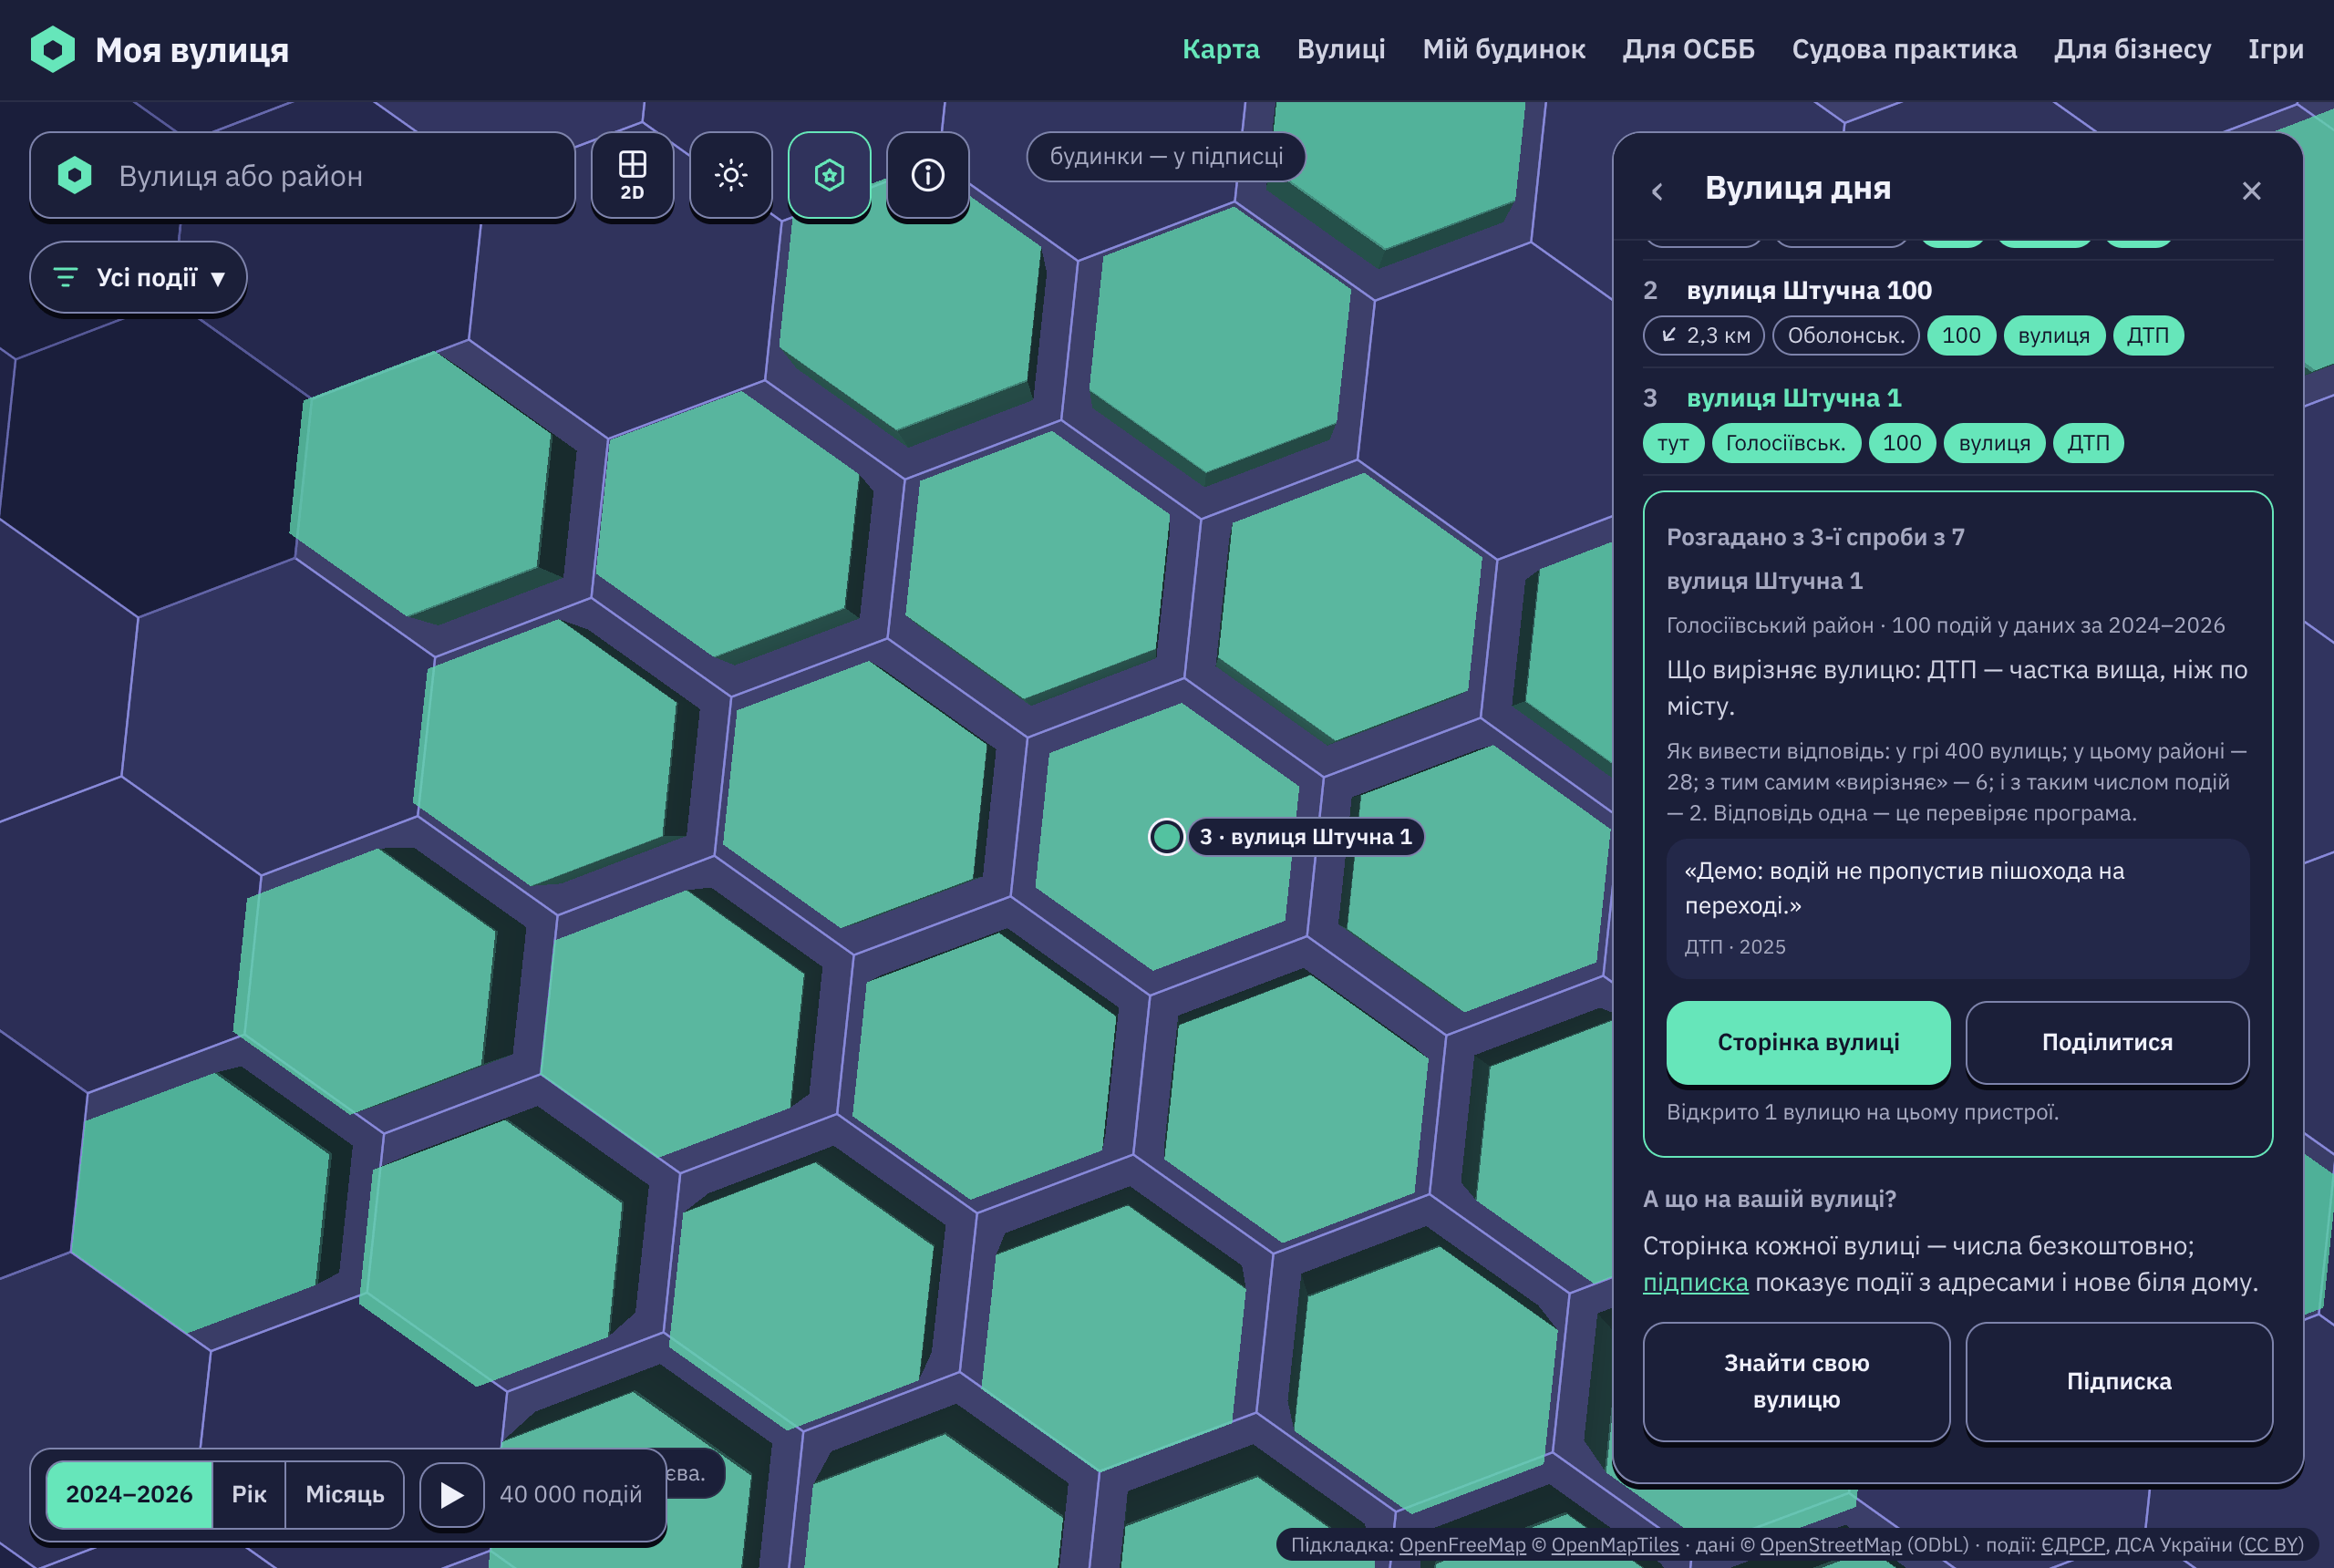 Моя вулиця
Карта Вулиці Мій будинок Для ОСББ Судова практика Для бізнесу Ігри
Вулиця або район
2D
будинки — у підписці
Усі події ▼
Вулиця дня
2 вулиця Штучна 100
↙ 2,3 км Оболонськ. 100 вулиця ДТП
3 вулиця Штучна 1
тут Голосіївськ. 100 вулиця ДТП
Розгадано з 3-ї спроби з 7
вулиця Штучна 1
Голосіївський район · 100 подій у даних за 2024–2026
Що вирізняє вулицю: ДТП — частка вища, ніж по
місту.
Як вивести відповідь: у грі 400 вулиць; у цьому районі —
28; з тим самим «вирізняє» — 6; і з таким числом подій
— 2. Відповідь одна — це перевіряє програма.
«Демо: водій не пропустив пішохода на
переході.»
ДТП · 2025
Сторінка вулиці Поділитися
Відкрито 1 вулицю на цьому пристрої.
А що на вашій вулиці?
Сторінка кожної вулиці — числа безкоштовно;
підписка показує події з адресами і нове біля дому.
Знайти свою
вулицю
Підписка
3 · вулиця Штучна 1
2024–2026 Рік Місяць 40 000 подій
єва.
Підкладка: OpenFreeMap © OpenMapTiles · дані © OpenStreetMap (ODbL) · події: ЄДРСР, ДСА України (CC BY)